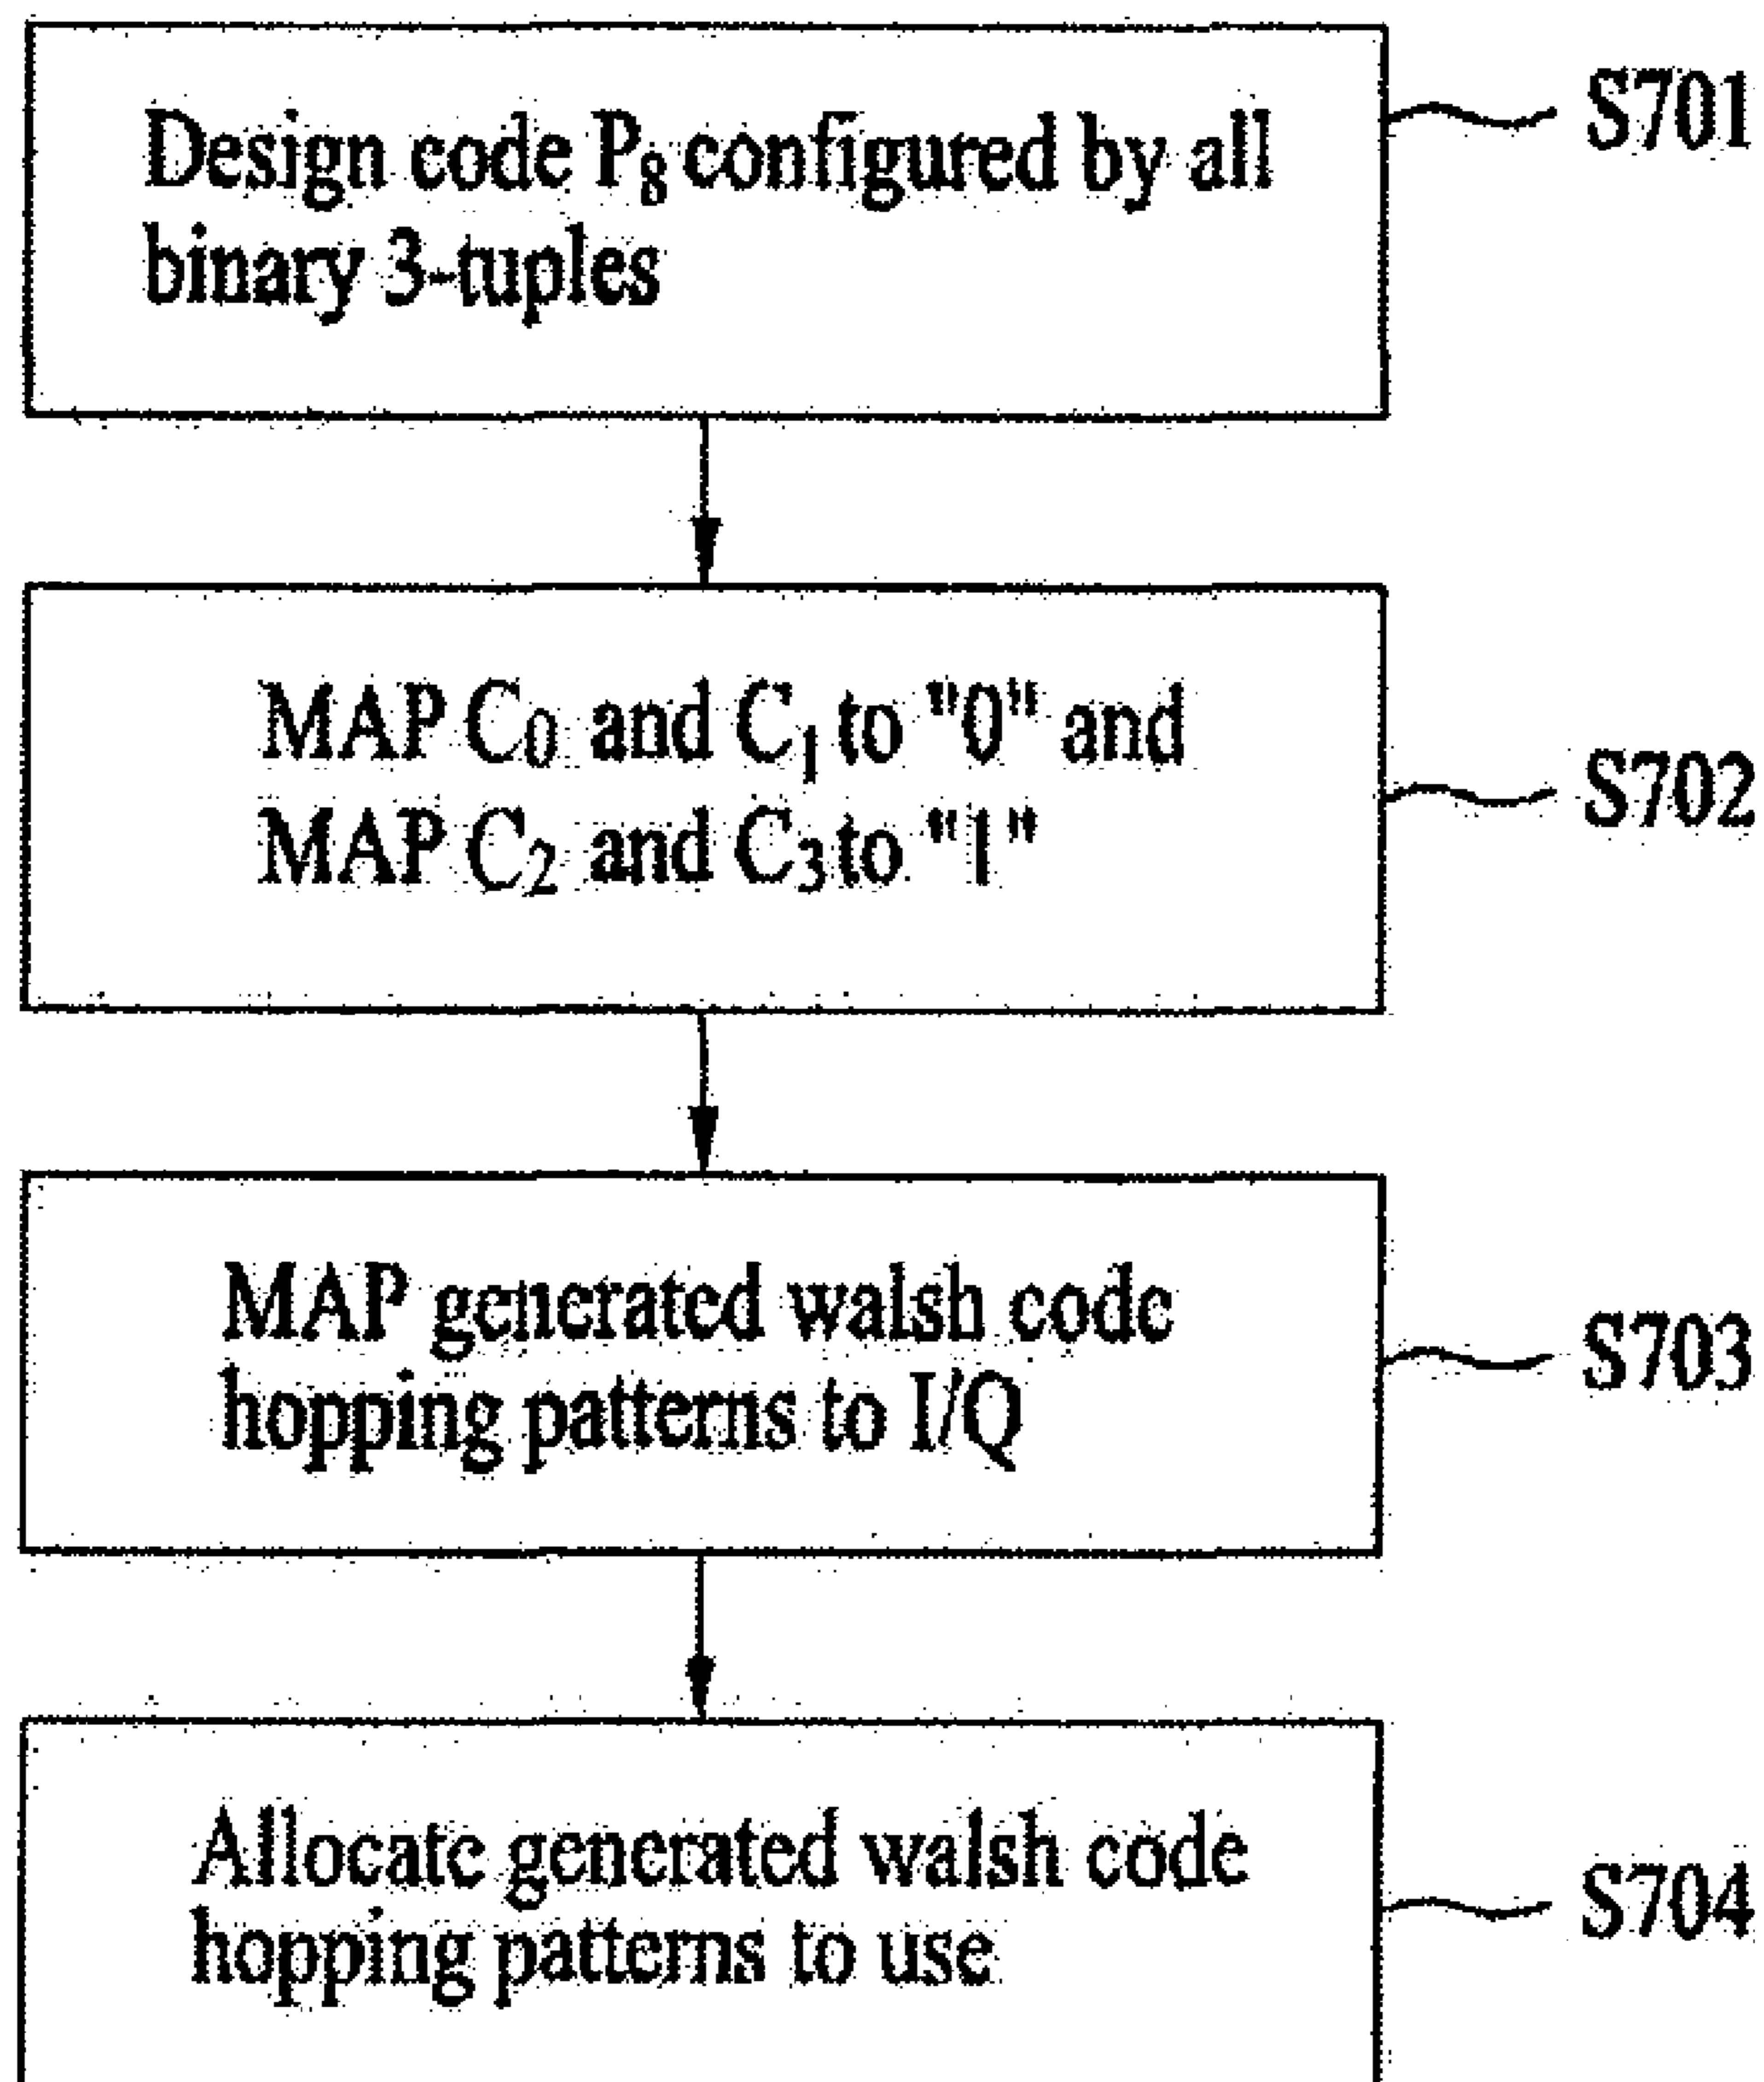 Design code P₈ configured by all
binary 3-tuples
S701
MAP C₀ and C₁ to "0" and
MAP C₂ and C₃ to "1"
S702
MAP generated walsh code
hopping patterns to I/Q
S703
Allocate generated walsh code
hopping patterns to use
S704